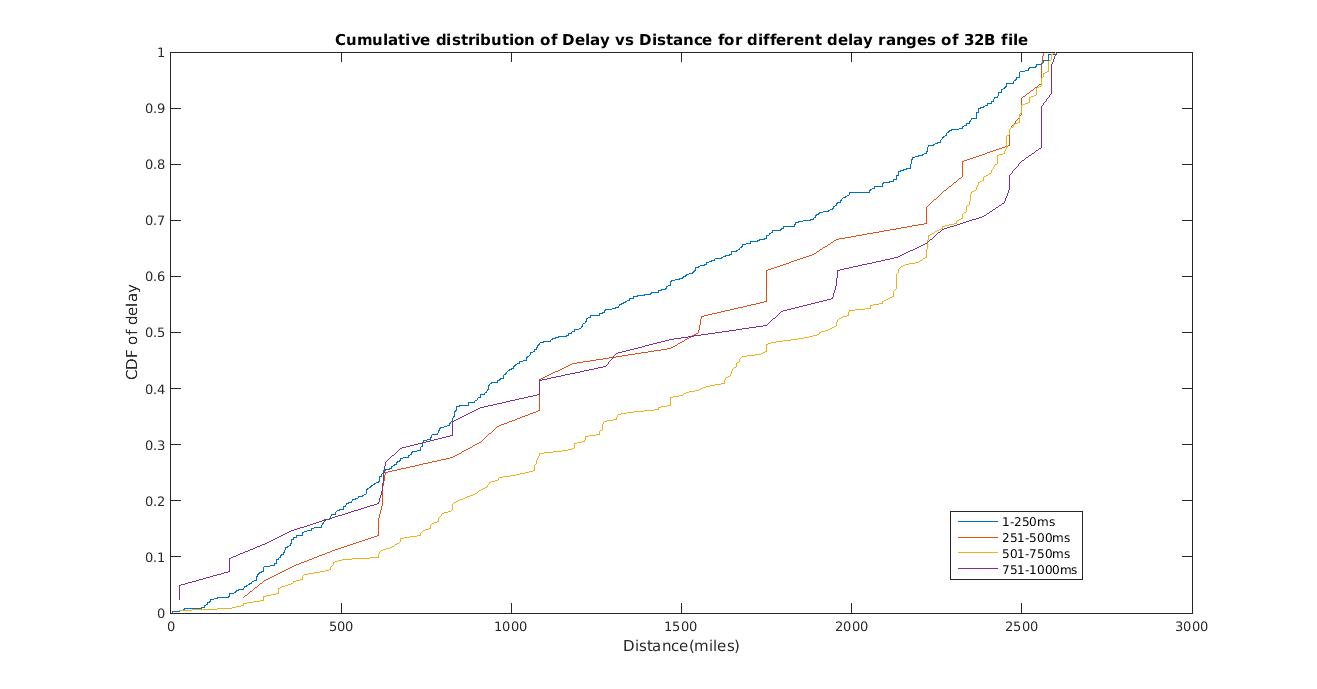 Cumulative distribution of Delay vs Distance for different delay ranges of 32B file
1
0.9
0.8
0.7
0.6
0.5
0.4
0.3
0.2
0.1
0
CDF of delay
1-250ms
251-500ms
501-750ms
751-1000ms
0 500 1000 1500 2000 2500 3000
Distance(miles)